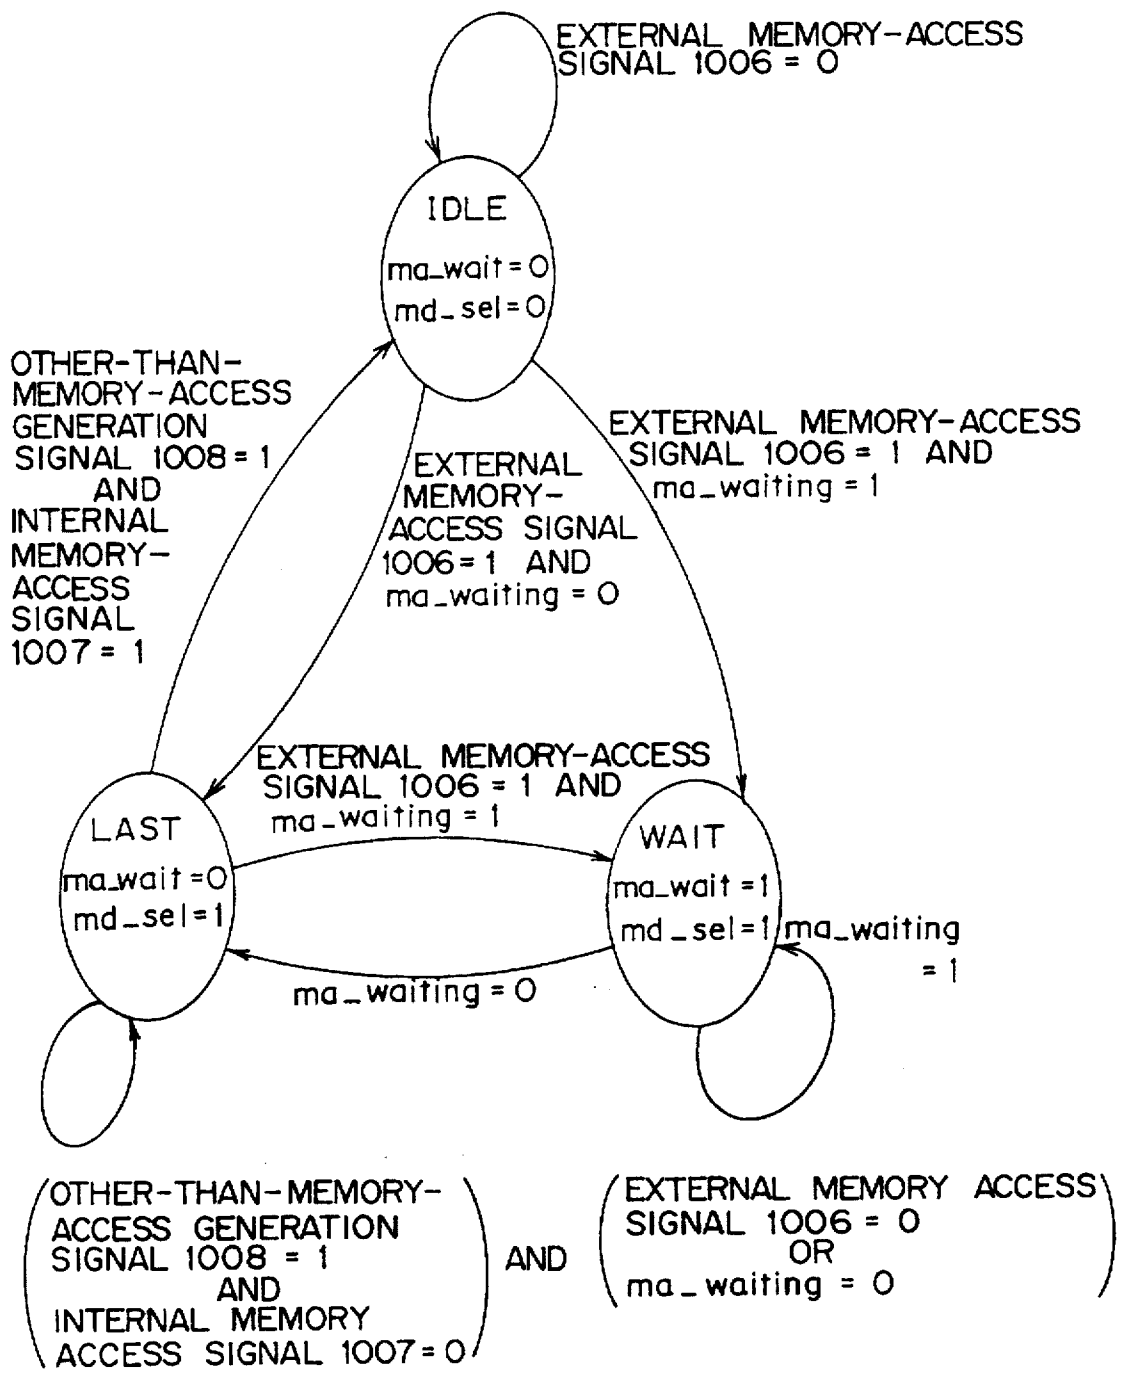 EXTERNAL MEMORY-ACCESS
SIGNAL 1006 = 0
IDLE
ma_wait = 0
md_sel = 0
OTHER-THAN-
MEMORY-ACCESS
GENERATION
SIGNAL 1008 = 1
AND
INTERNAL
MEMORY-
ACCESS
SIGNAL
1007 = 1
EXTERNAL
MEMORY-
ACCESS SIGNAL
1006 = 1 AND
ma_waiting = 0
EXTERNAL MEMORY-ACCESS
SIGNAL 1006 = 1 AND
ma_waiting = 1
EXTERNAL MEMORY-ACCESS
SIGNAL 1006 = 1 AND
ma_waiting = 1
LAST
ma_wait = 0
md_sel = 1
WAIT
ma_wait = 1
md_sel = 1
ma_waiting
= 1
ma_waiting = 0
(OTHER-THAN-MEMORY-
ACCESS GENERATION
SIGNAL 1008 = 1
AND
INTERNAL MEMORY
ACCESS SIGNAL 1007 = 0)
AND
(EXTERNAL MEMORY ACCESS
SIGNAL 1006 = 0
OR
ma_waiting = 0)